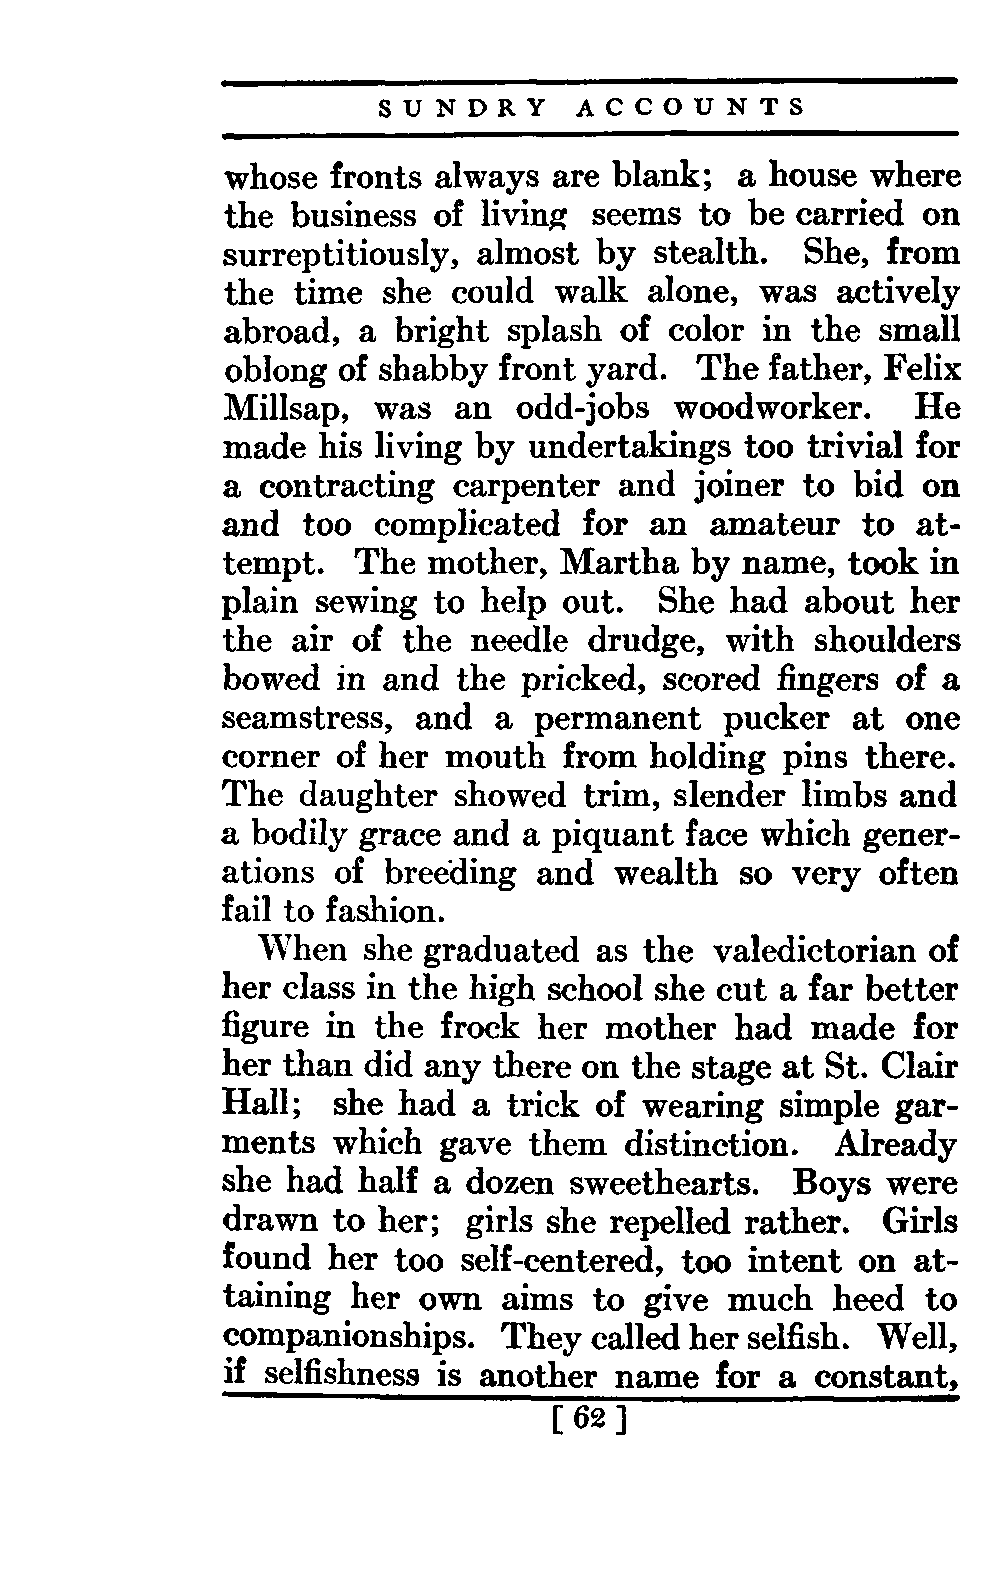 SUNDRY ACCOUNTS
whose fronts always are blank; a house where
the business of living seems to be carried on
surreptitiously, almost by stealth. She, from
the time she could walk alone, was actively
abroad, a bright splash of color in the small
oblong of shabby front yard. The father, Felix
Millsap, was an odd-jobs woodworker. He
made his living by undertakings too trivial for
a contracting carpenter and joiner to bid on
and too complicated for an amateur to at-
tempt. The mother, Martha by name, took in
plain sewing to help out. She had about her
the air of the needle drudge, with shoulders
bowed in and the pricked, scored fingers of a
seamstress, and a permanent pucker at one
corner of her mouth from holding pins there.
The daughter showed trim, slender limbs and
a bodily grace and a piquant face which gener-
ations of breeding and wealth so very often
fail to fashion.
When she graduated as the valedictorian of
her class in the high school she cut a far better
figure in the frock her mother had made for
her than did any there on the stage at St. Clair
Hall; she had a trick of wearing simple gar-
ments which gave them distinction. Already
she had half a dozen sweethearts. Boys were
drawn to her; girls she repelled rather. Girls
found her too self-centered, too intent on at-
taining her own aims to give much heed to
companionships. They called her selfish. Well,
if selfishness is another name for a constant,
[ 62 ]